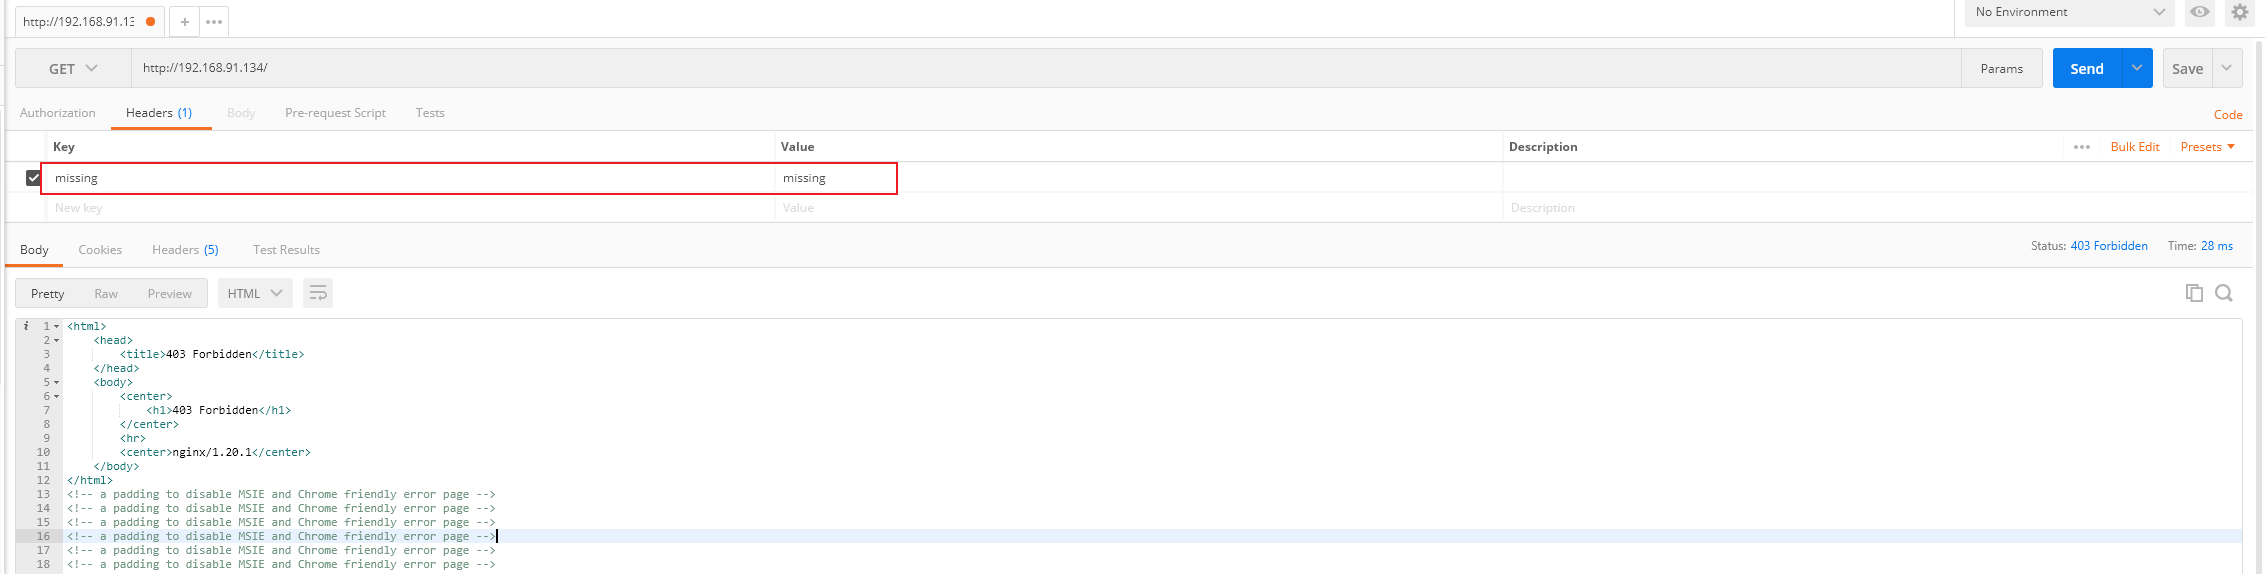 http://192.168.91.13 + •••
No Environment
GET http://192.168.91.134/ Params Send Save
Authorization Headers (1) Body Pre-request Script Tests Code
Key Value Description ••• Bulk Edit Presets
missing missing
New key Value Description
Body Cookies Headers (5) Test Results Status: 403 Forbidden Time: 28 ms
Pretty Raw Preview HTML
i 1 <html>
2 <head>
3 <title>403 Forbidden</title>
4 </head>
5 <body>
6 <center>
7 <h1>403 Forbidden</h1>
8 </center>
9 <hr>
10 <center>nginx/1.20.1</center>
11 </body>
12 </html>
13 <!-- a padding to disable MSIE and Chrome friendly error page -->
14 <!-- a padding to disable MSIE and Chrome friendly error page -->
15 <!-- a padding to disable MSIE and Chrome friendly error page -->
16 <!-- a padding to disable MSIE and Chrome friendly error page -->
17 <!-- a padding to disable MSIE and Chrome friendly error page -->
18 <!-- a padding to disable MSIE and Chrome friendly error page -->